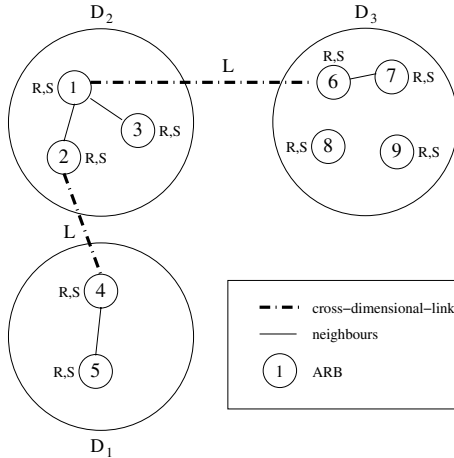 D2 D3
L
R,S 1 R,S 6 7 R,S
3 R,S R,S 8 9 R,S
2 R,S
L
R,S 4
cross-dimensional-link
neighbours
R,S 5
1 ARB
D1